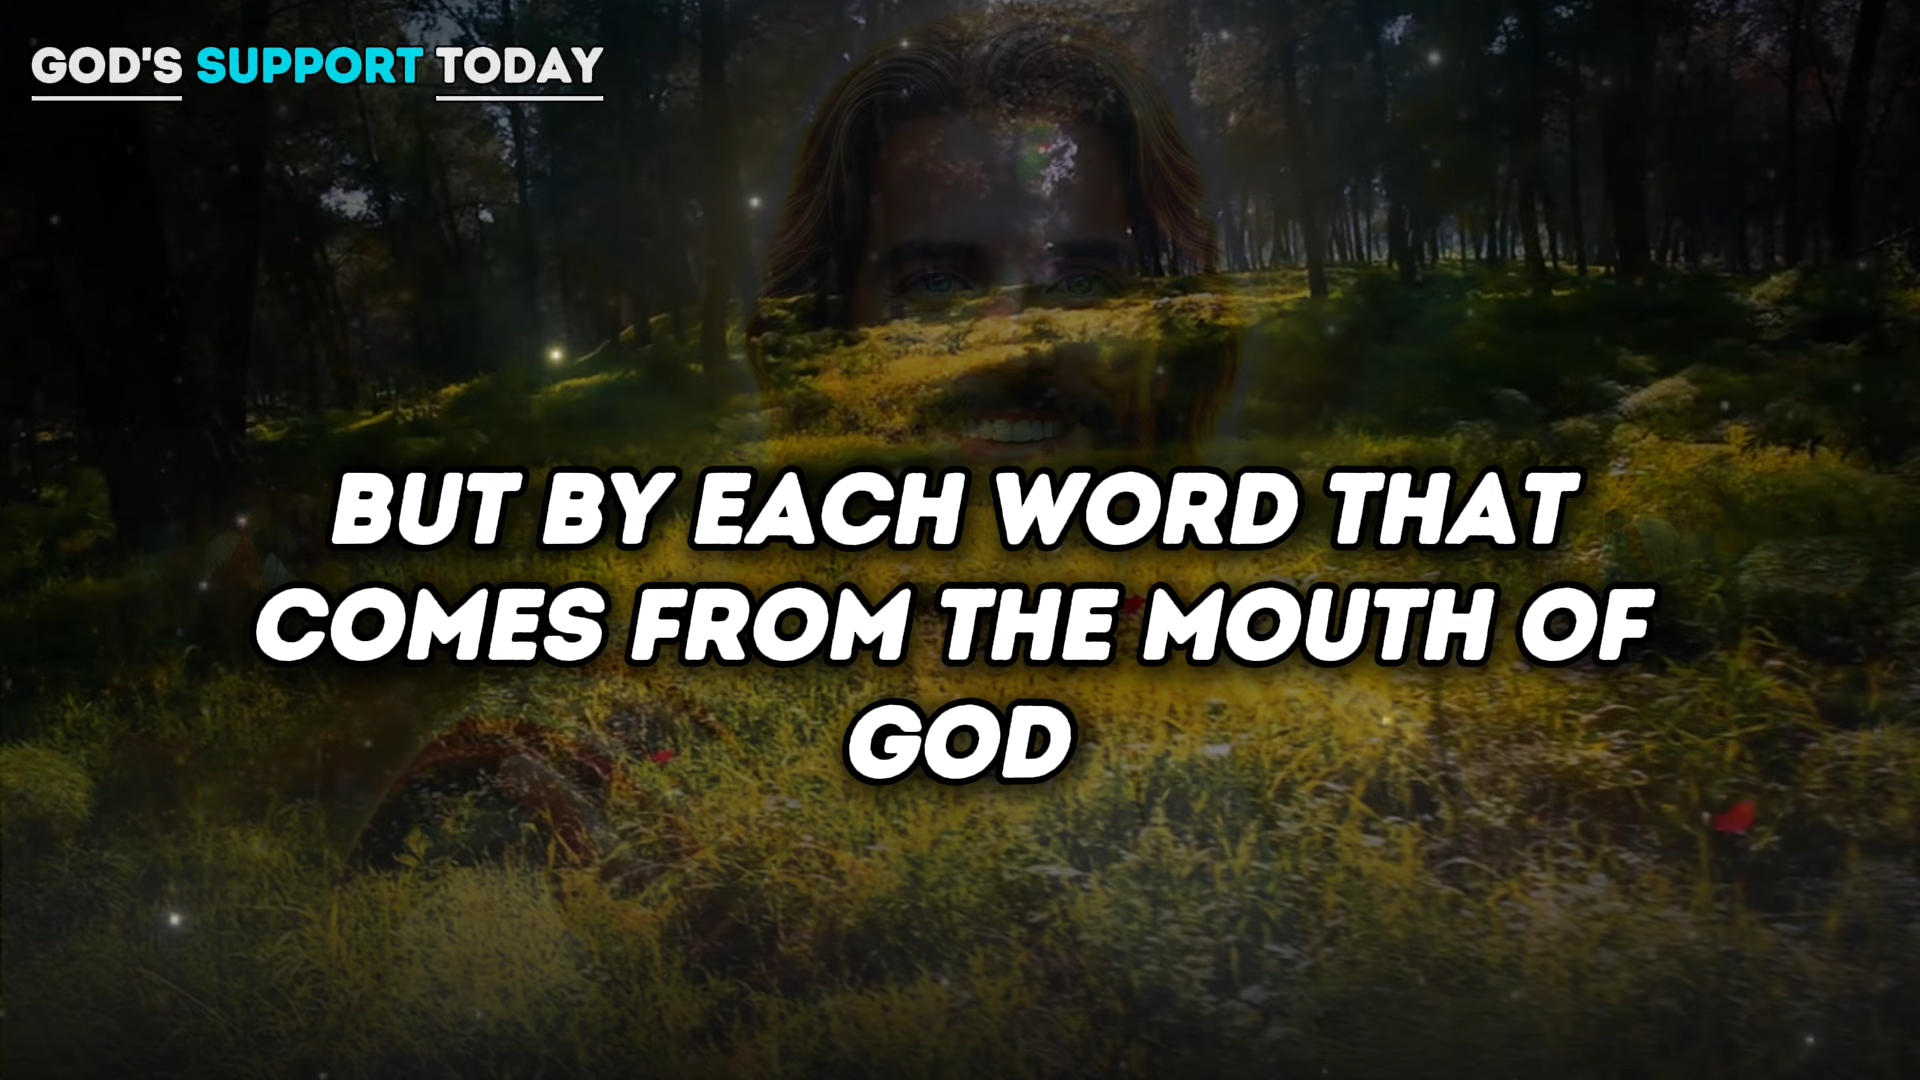 GOD'S SUPPORT TODAY
BUT BY EACH WORD THAT
COMES FROM THE MOUTH OF
GOD